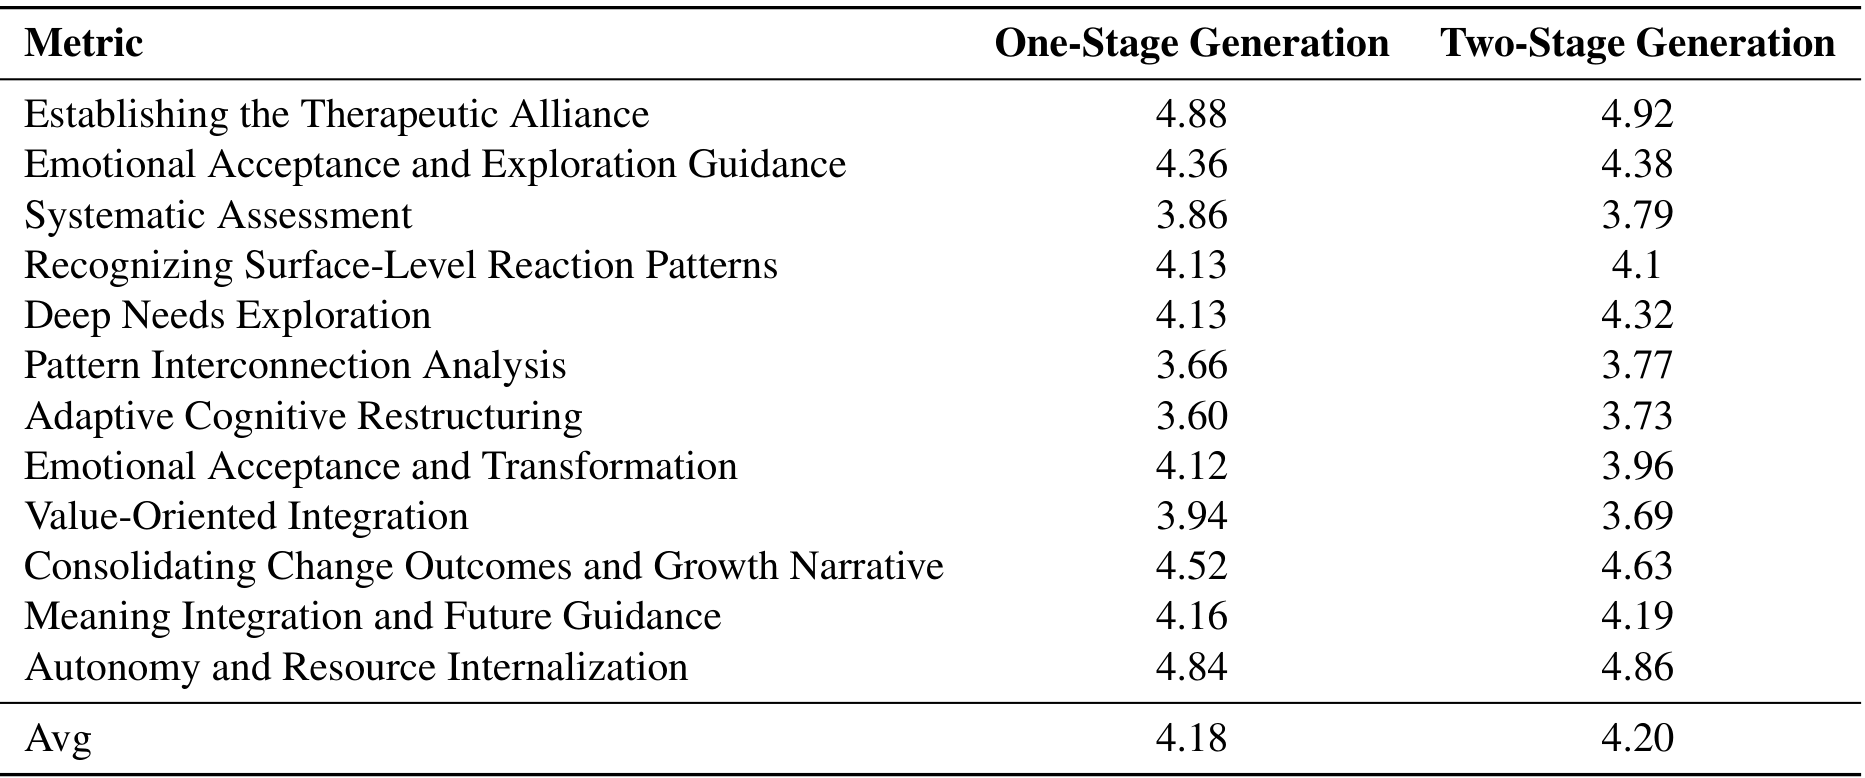 Metric One-Stage Generation Two-Stage Generation
Establishing the Therapeutic Alliance 4.88 4.92
Emotional Acceptance and Exploration Guidance 4.36 4.38
Systematic Assessment 3.86 3.79
Recognizing Surface-Level Reaction Patterns 4.13 4.1
Deep Needs Exploration 4.13 4.32
Pattern Interconnection Analysis 3.66 3.77
Adaptive Cognitive Restructuring 3.60 3.73
Emotional Acceptance and Transformation 4.12 3.96
Value-Oriented Integration 3.94 3.69
Consolidating Change Outcomes and Growth Narrative 4.52 4.63
Meaning Integration and Future Guidance 4.16 4.19
Autonomy and Resource Internalization 4.84 4.86
Avg 4.18 4.20